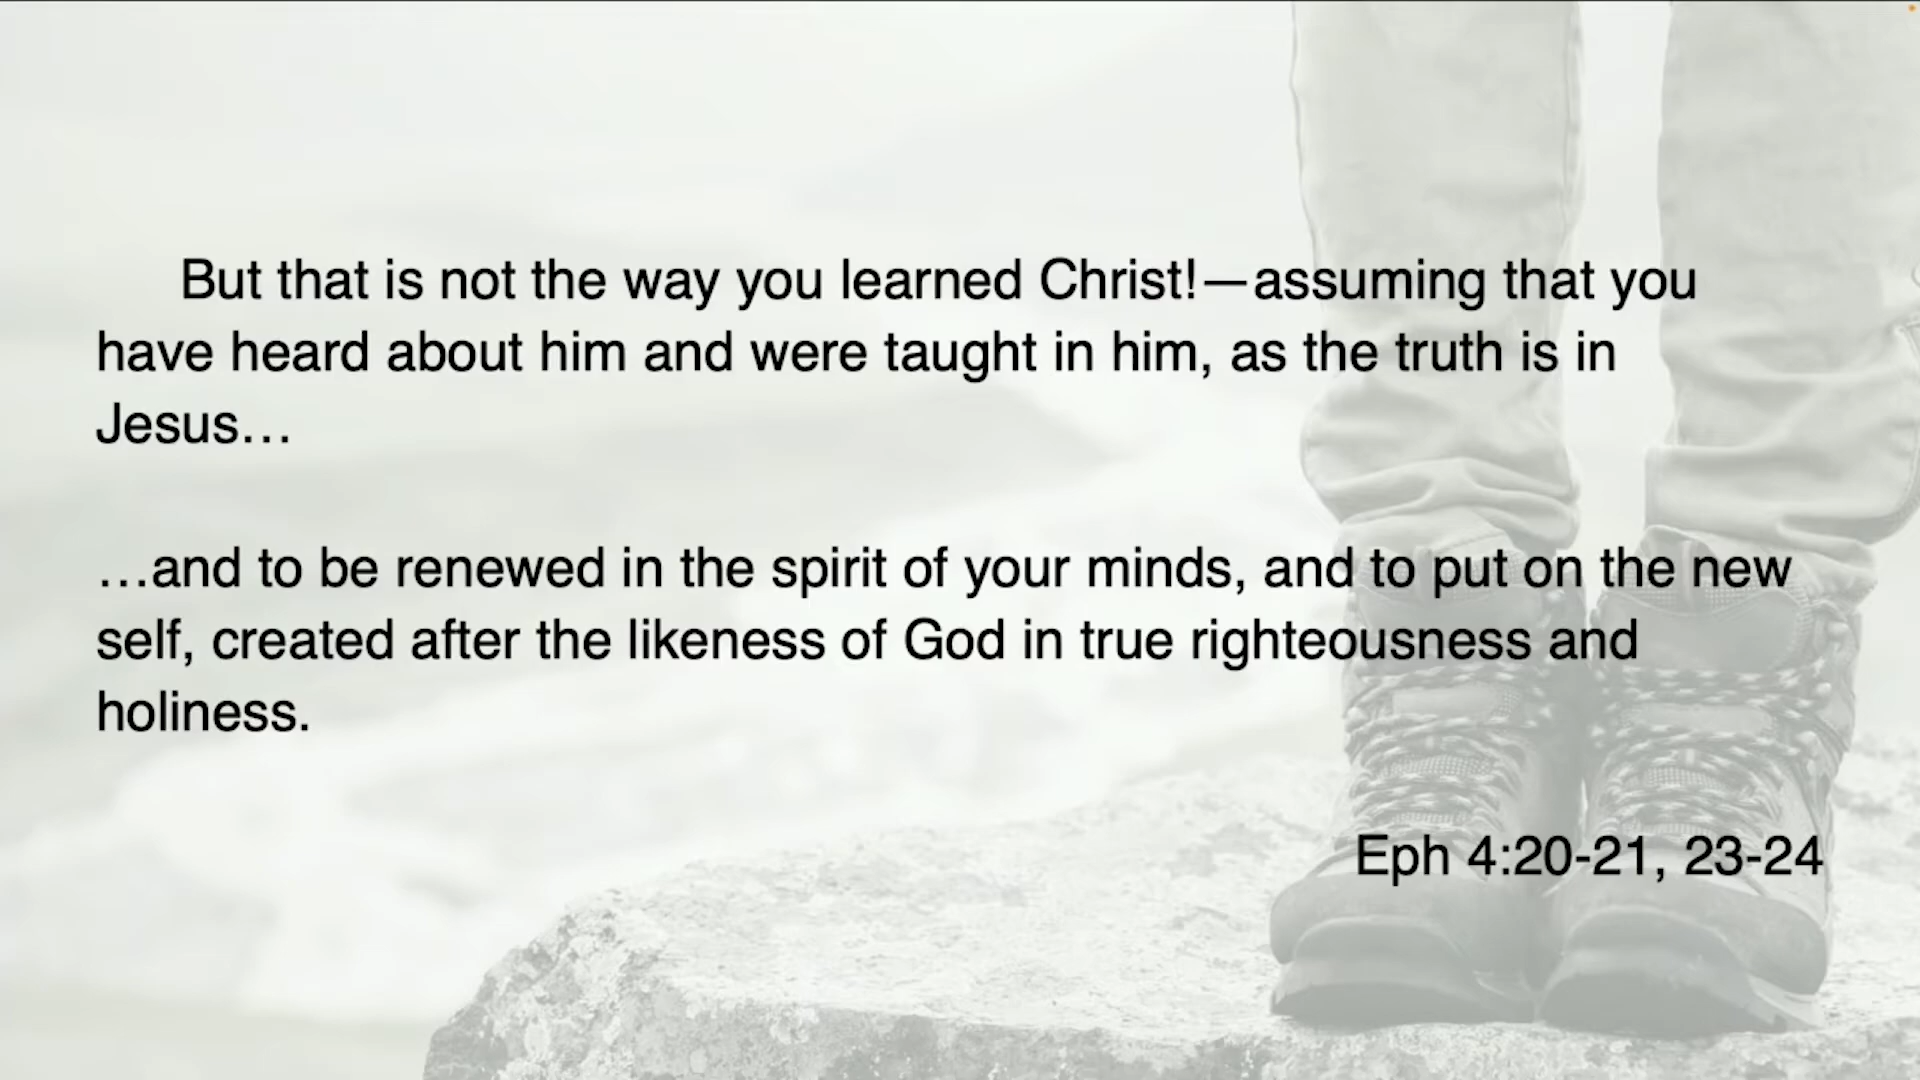 But that is not the way you learned Christ!—assuming that you
have heard about him and were taught in him, as the truth is in
Jesus…
…and to be renewed in the spirit of your minds, and to put on the new
self, created after the likeness of God in true righteousness and
holiness.
Eph 4:20-21, 23-24